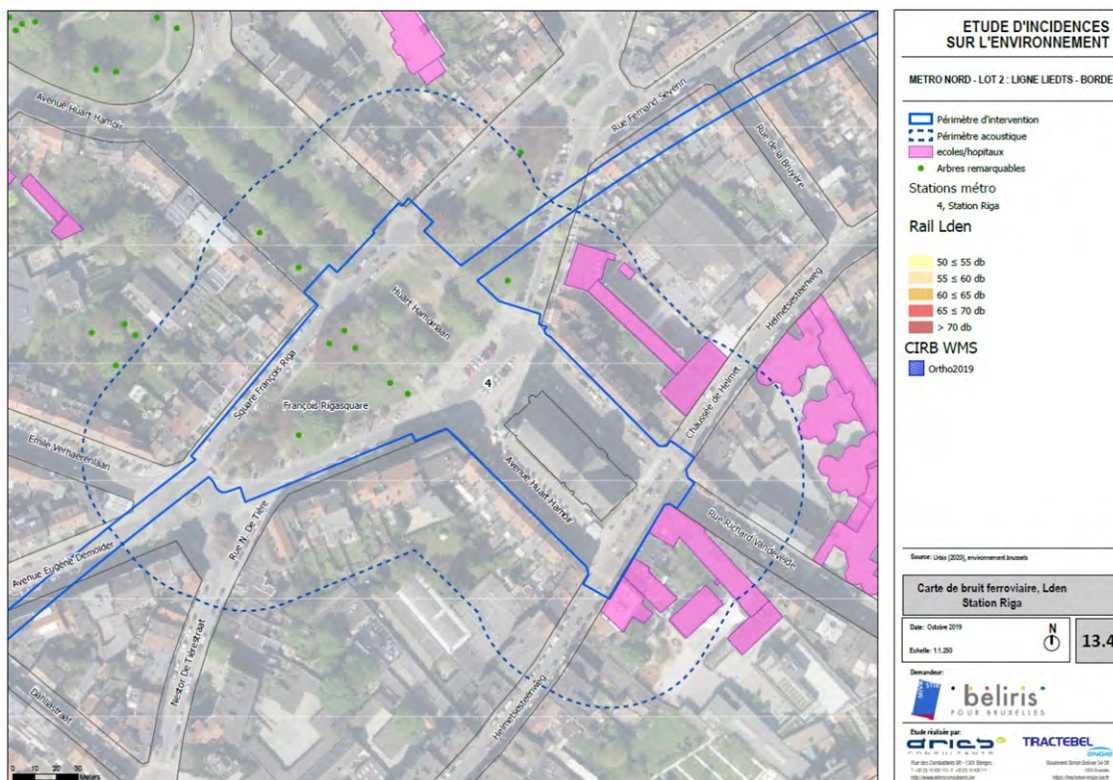 Avenue Huart Hamoir
Rue Fernand Séverin
Rue de la Bruyère
Huart Hamoirlaan
Helmetsesteenweg
Square François Riga
4
Chaussée de Helmet
François Rigasquare
Emile Verhaerenlaan
Avenue Huart Hamoir
Rue Richard Vandevelde
Rue N. De Tière
Avenue Eugène Demolder
Nestor De Tièrestraat
Helmetsesteenweg
Dahliastraat
0 10 20 30
Meters
ETUDE D'INCIDENCES
SUR L'ENVIRONNEMENT
METRO NORD - LOT 2 : LIGNE LIEDTS - BORDE
Périmètre d'intervention
Périmètre acoustique
ecoles/hopitaux
Arbres remarquables
Stations métro
4, Station Riga
Rail Lden
50 ≤ 55 db
55 ≤ 60 db
60 ≤ 65 db
65 ≤ 70 db
> 70 db
CIRB WMS
Ortho2019
Source: Urbis (2020), environnement.brussels
Carte de bruit ferroviaire, Lden
Station Riga
Date: Octobre 2019
N
Echelle: 1:1.250
13.4
Demandeur:
beliris
POUR BRUXELLES
Etude réalisée par:
aries
CONSULTANTS
TRACTEBEL
ENGIE